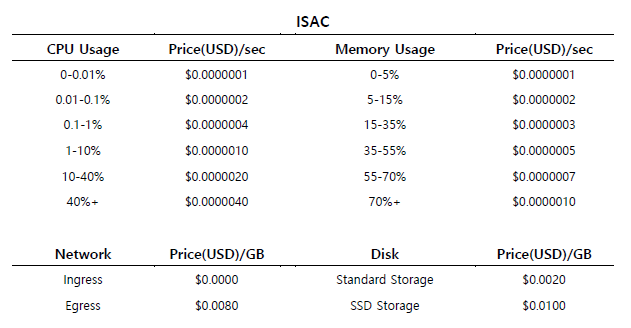 ISAC
CPU Usage Price(USD)/sec Memory Usage Price(USD)/sec
0-0.01% $0.0000001 0-5% $0.0000001
0.01-0.1% $0.0000002 5-15% $0.0000002
0.1-1% $0.0000004 15-35% $0.0000003
1-10% $0.0000010 35-55% $0.0000005
10-40% $0.0000020 55-70% $0.0000007
40%+ $0.0000040 70%+ $0.0000010
Network Price(USD)/GB Disk Price(USD)/GB
Ingress $0.0000 Standard Storage $0.0020
Egress $0.0080 SSD Storage $0.0100